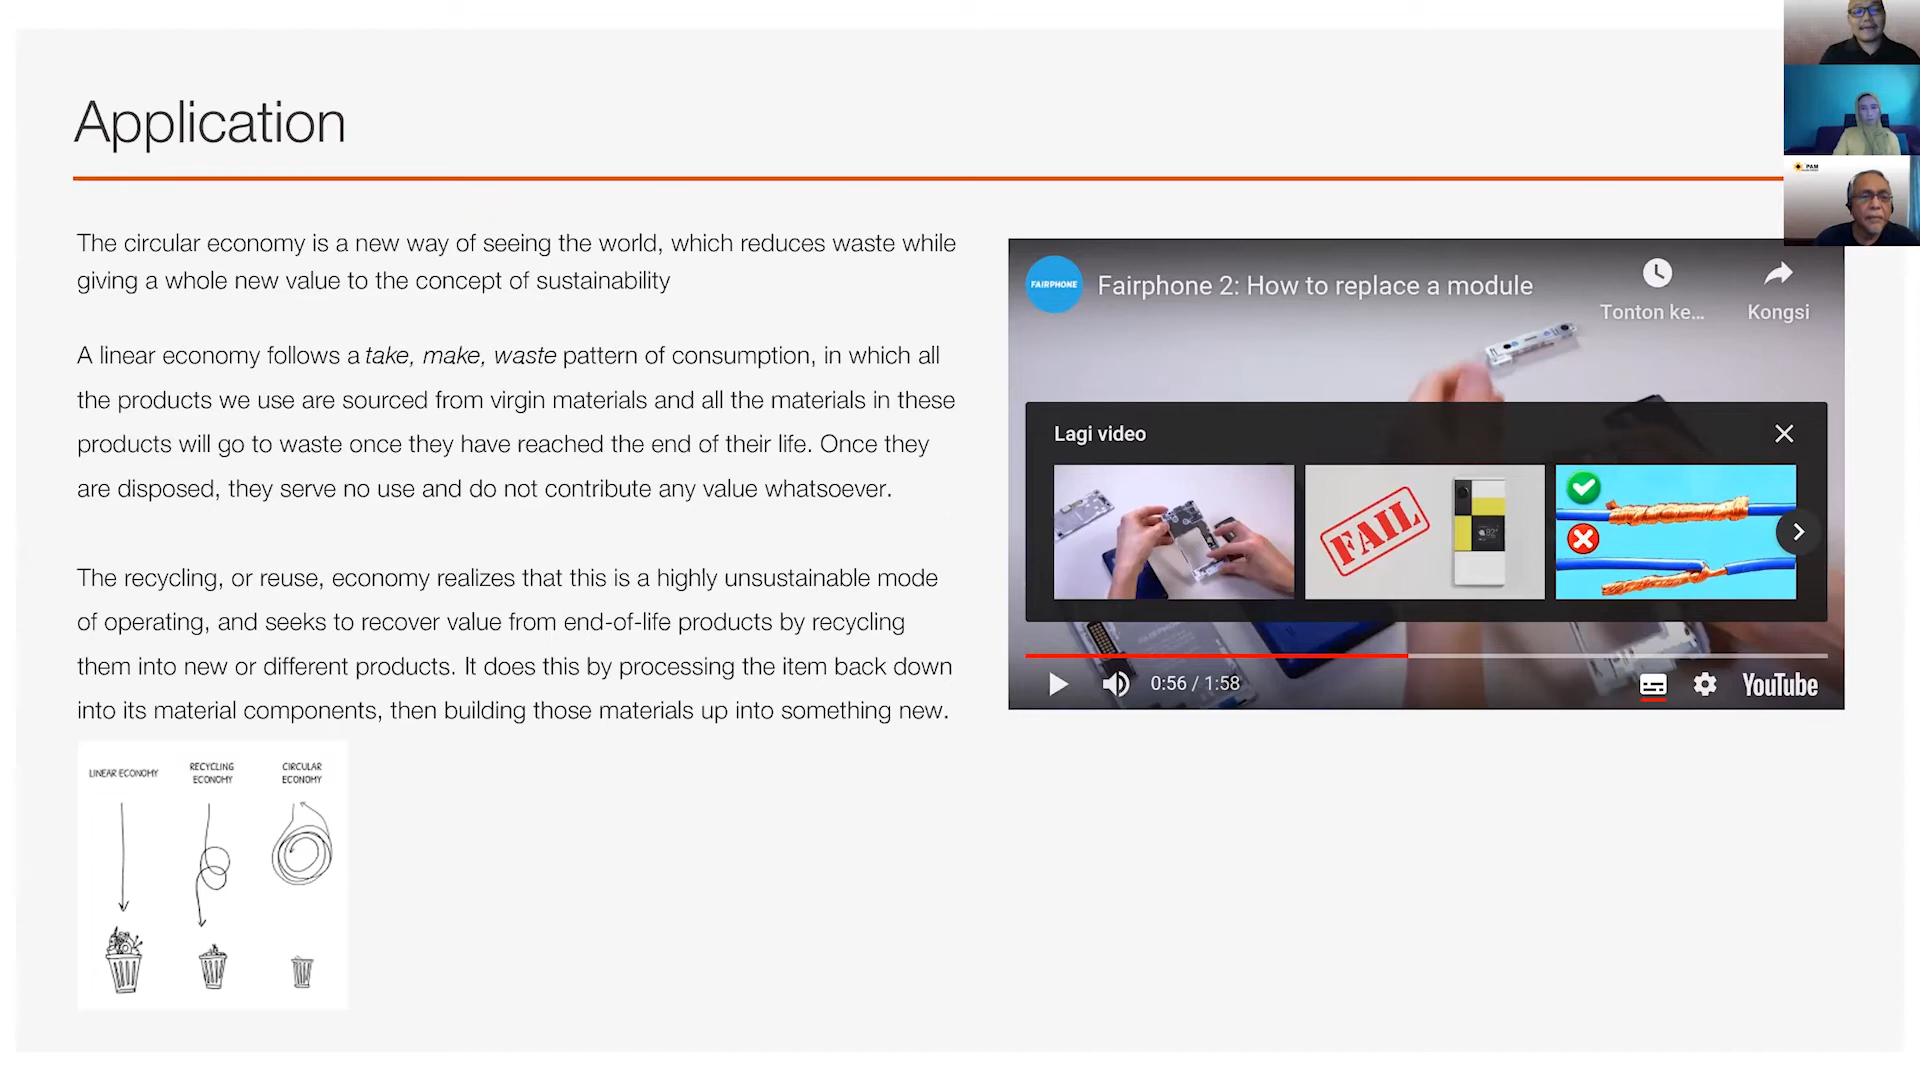 Application
PAM
The circular economy is a new way of seeing the world, which reduces waste while
giving a whole new value to the concept of sustainability
A linear economy follows a take, make, waste pattern of consumption, in which all
the products we use are sourced from virgin materials and all the materials in these
products will go to waste once they have reached the end of their life. Once they
are disposed, they serve no use and do not contribute any value whatsoever.
The recycling, or reuse, economy realizes that this is a highly unsustainable mode
of operating, and seeks to recover value from end-of-life products by recycling
them into new or different products. It does this by processing the item back down
into its material components, then building those materials up into something new.
LINEAR ECONOMY
RECYCLING
ECONOMY
CIRCULAR
ECONOMY
FAIRPHONE
Fairphone 2: How to replace a module
Tonton ke...
Kongsi
Lagi video
FAIL
0:56 / 1:58
YouTube